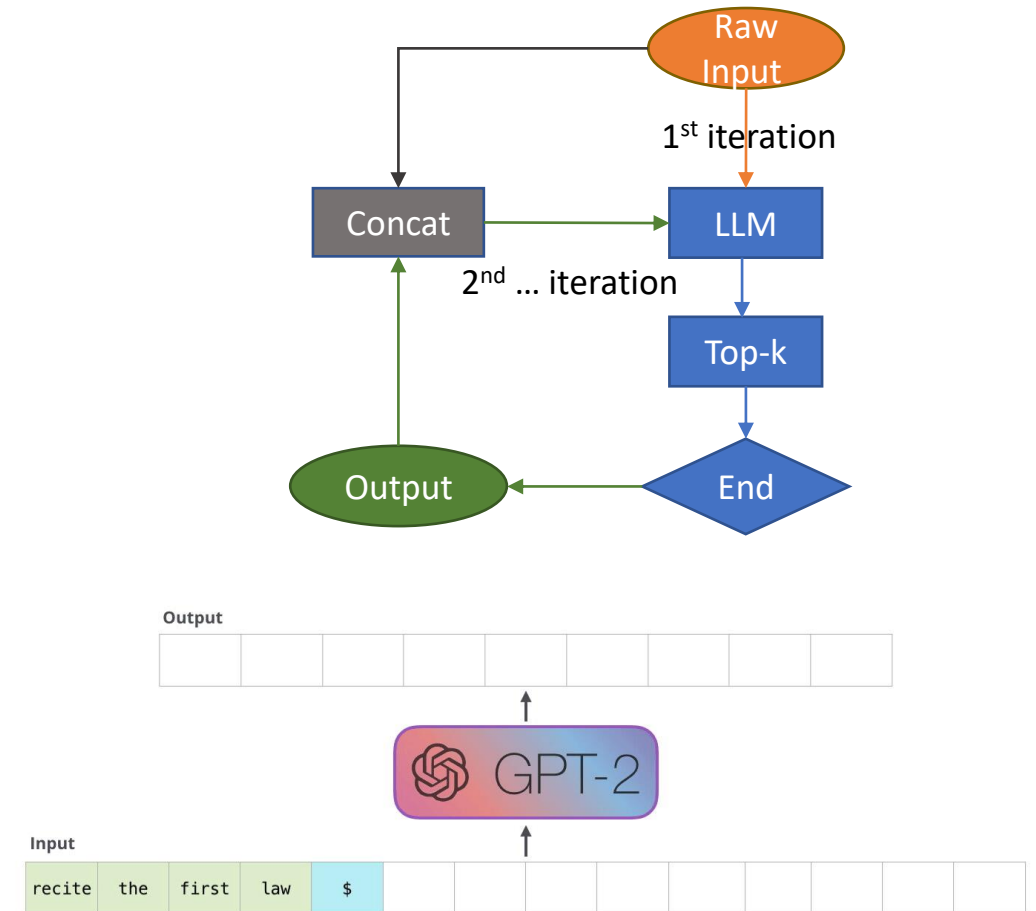 Raw
Input
1st iteration
Concat
LLM
2nd ... iteration
Top-k
Output
End
Output
GPT-2
Input
recite the first law $